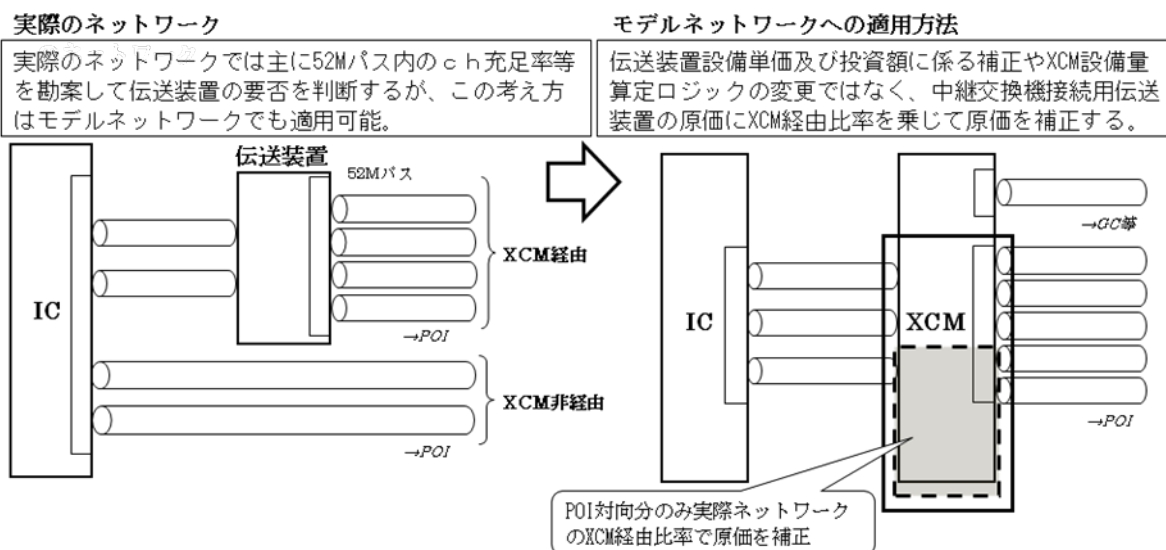 実際のネットワーク
実際のネットワークでは主に52Mパス内のｃｈ充足率等
を勘案して伝送装置の要否を判断するが、この考え方
はモデルネットワークでも適用可能。
伝送装置
52Mパス
IC
XCM経由
→POI
XCM非経由
→POI
モデルネットワークへの適用方法
伝送装置設備単価及び投資額に係る補正やXCM設備量
算定ロジックの変更ではなく、中継交換機接続用伝送
装置の原価にXCM経由比率を乗じて原価を補正する。
→GC等
IC
XCM
→POI
POI対向分のみ実際ネットワーク
のXCM経由比率で原価を補正